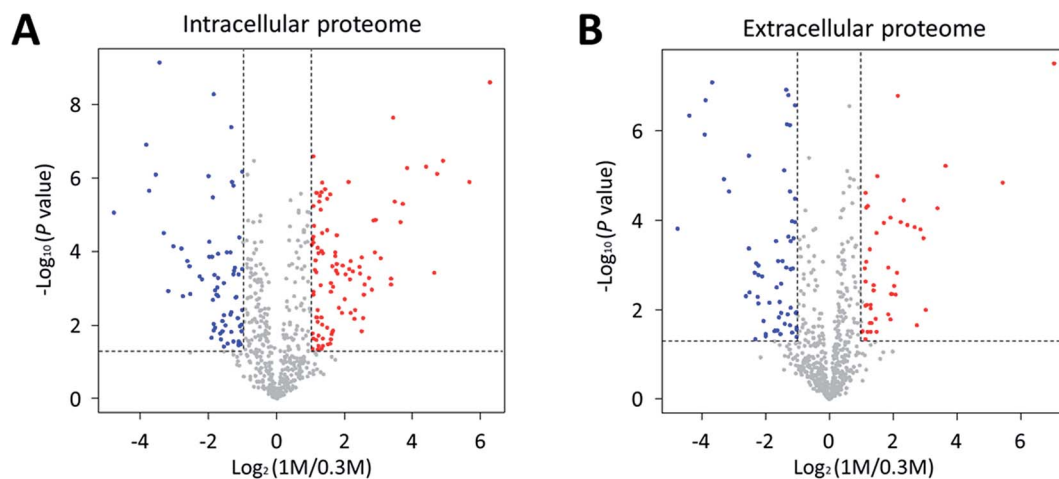 A
Intracellular proteome
-Log₁₀ (P value)
8
6
4
2
0
-4 -2 0 2 4 6
Log₂ (1M/0.3M)
B
Extracellular proteome
-Log₁₀ (P value)
6
4
2
0
-4 -2 0 2 4 6
Log₂ (1M/0.3M)